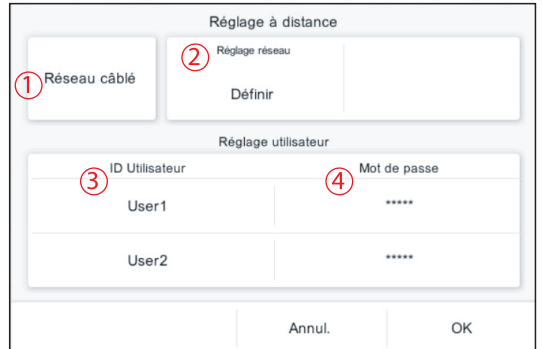 Réglage à distance
① Réseau câblé
② Réglage réseau
Définir
Réglage utilisateur
③ ID Utilisateur ④ Mot de passe
User1 *****
User2 *****
Annul. OK